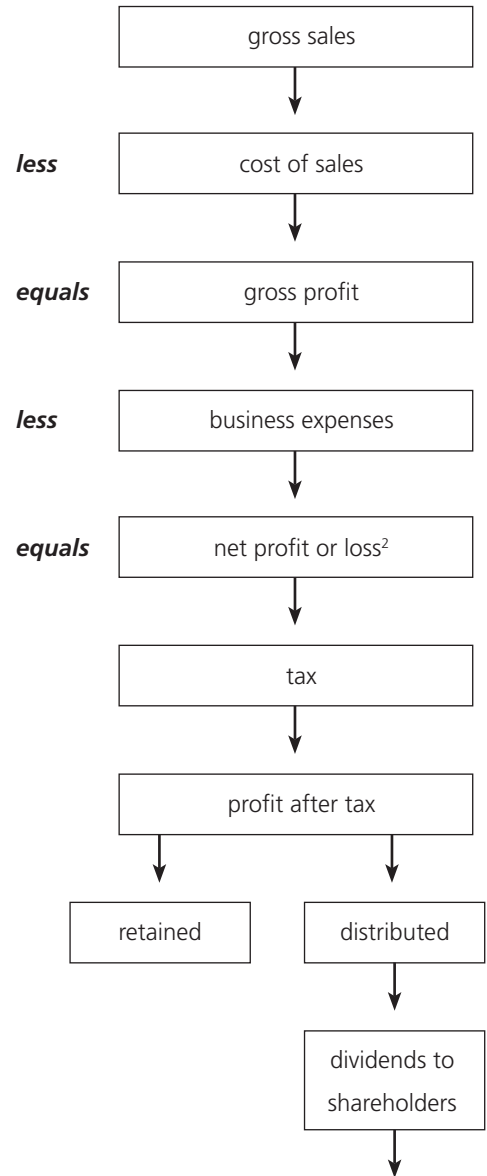 gross sales
less cost of sales
equals gross profit
less business expenses
equals net profit or loss²
tax
profit after tax
retained distributed
dividends to
shareholders